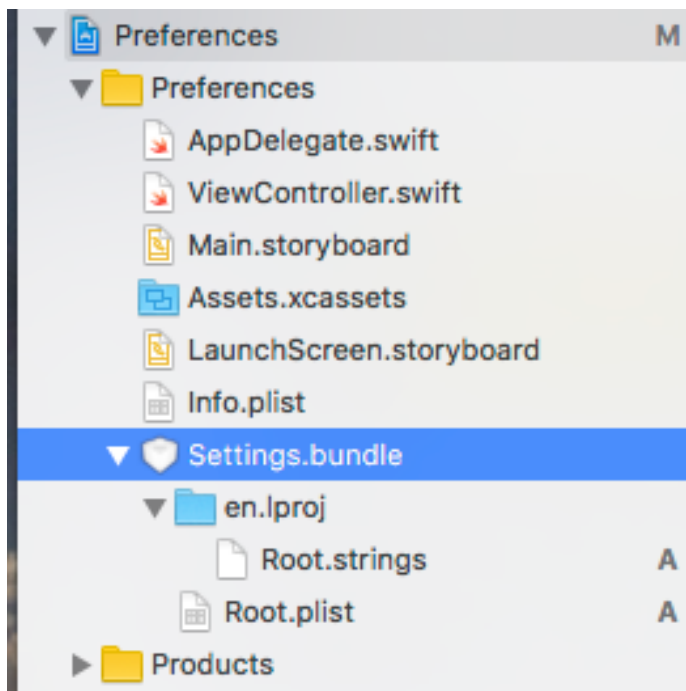 Preferences M
Preferences
AppDelegate.swift
ViewController.swift
Main.storyboard
Assets.xcassets
LaunchScreen.storyboard
Info.plist
Settings.bundle
en.lproj
Root.strings A
Root.plist A
Products